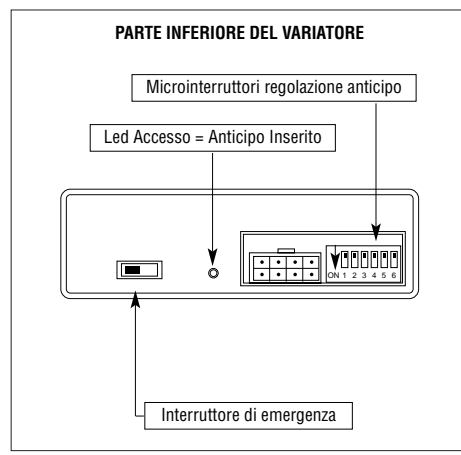 PARTE INFERIORE DEL VARIATORE
Microinterruttori regolazione anticipo
Led Accesso = Anticipo Inserito
ON 1 2 3 4 5 6
Interruttore di emergenza